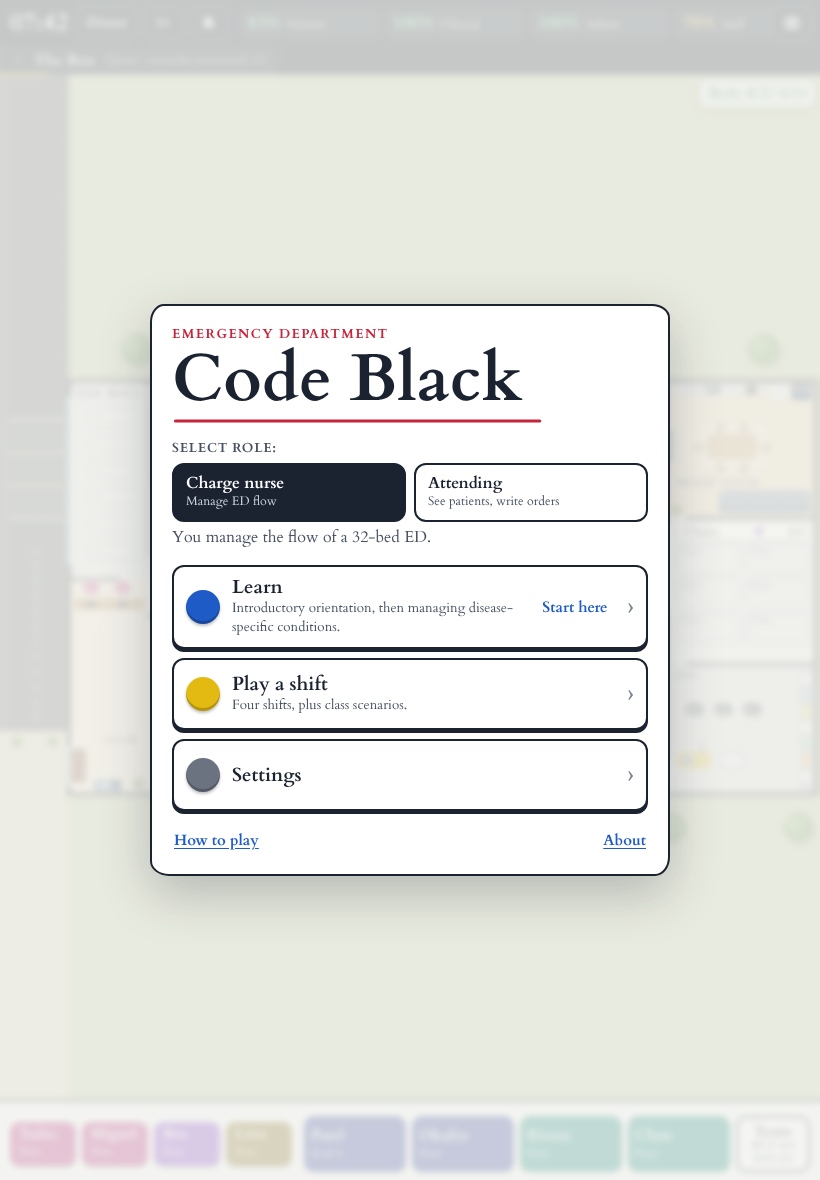 07:42
EMERGENCY DEPARTMENT
Code Black
SELECT ROLE:
Charge nurse
Manage ED flow
Attending
See patients, write orders
You manage the flow of a 32-bed ED.
Learn
Introductory orientation, then managing disease-
specific conditions.
Start here
›
Play a shift
Four shifts, plus class scenarios.
›
Settings
›
How to play
About